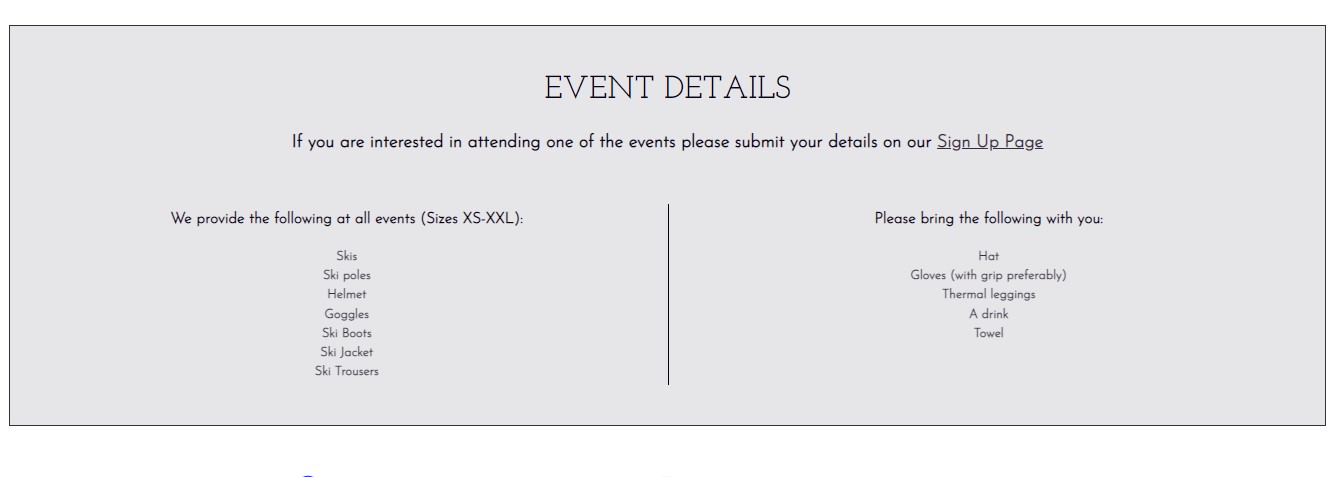 EVENT DETAILS
If you are interested in attending one of the events please submit your details on our Sign Up Page
We provide the following at all events (Sizes XS-XXL):
Skis
Ski poles
Helmet
Goggles
Ski Boots
Ski Jacket
Ski Trousers
Please bring the following with you:
Hat
Gloves (with grip preferably)
Thermal leggings
A drink
Towel